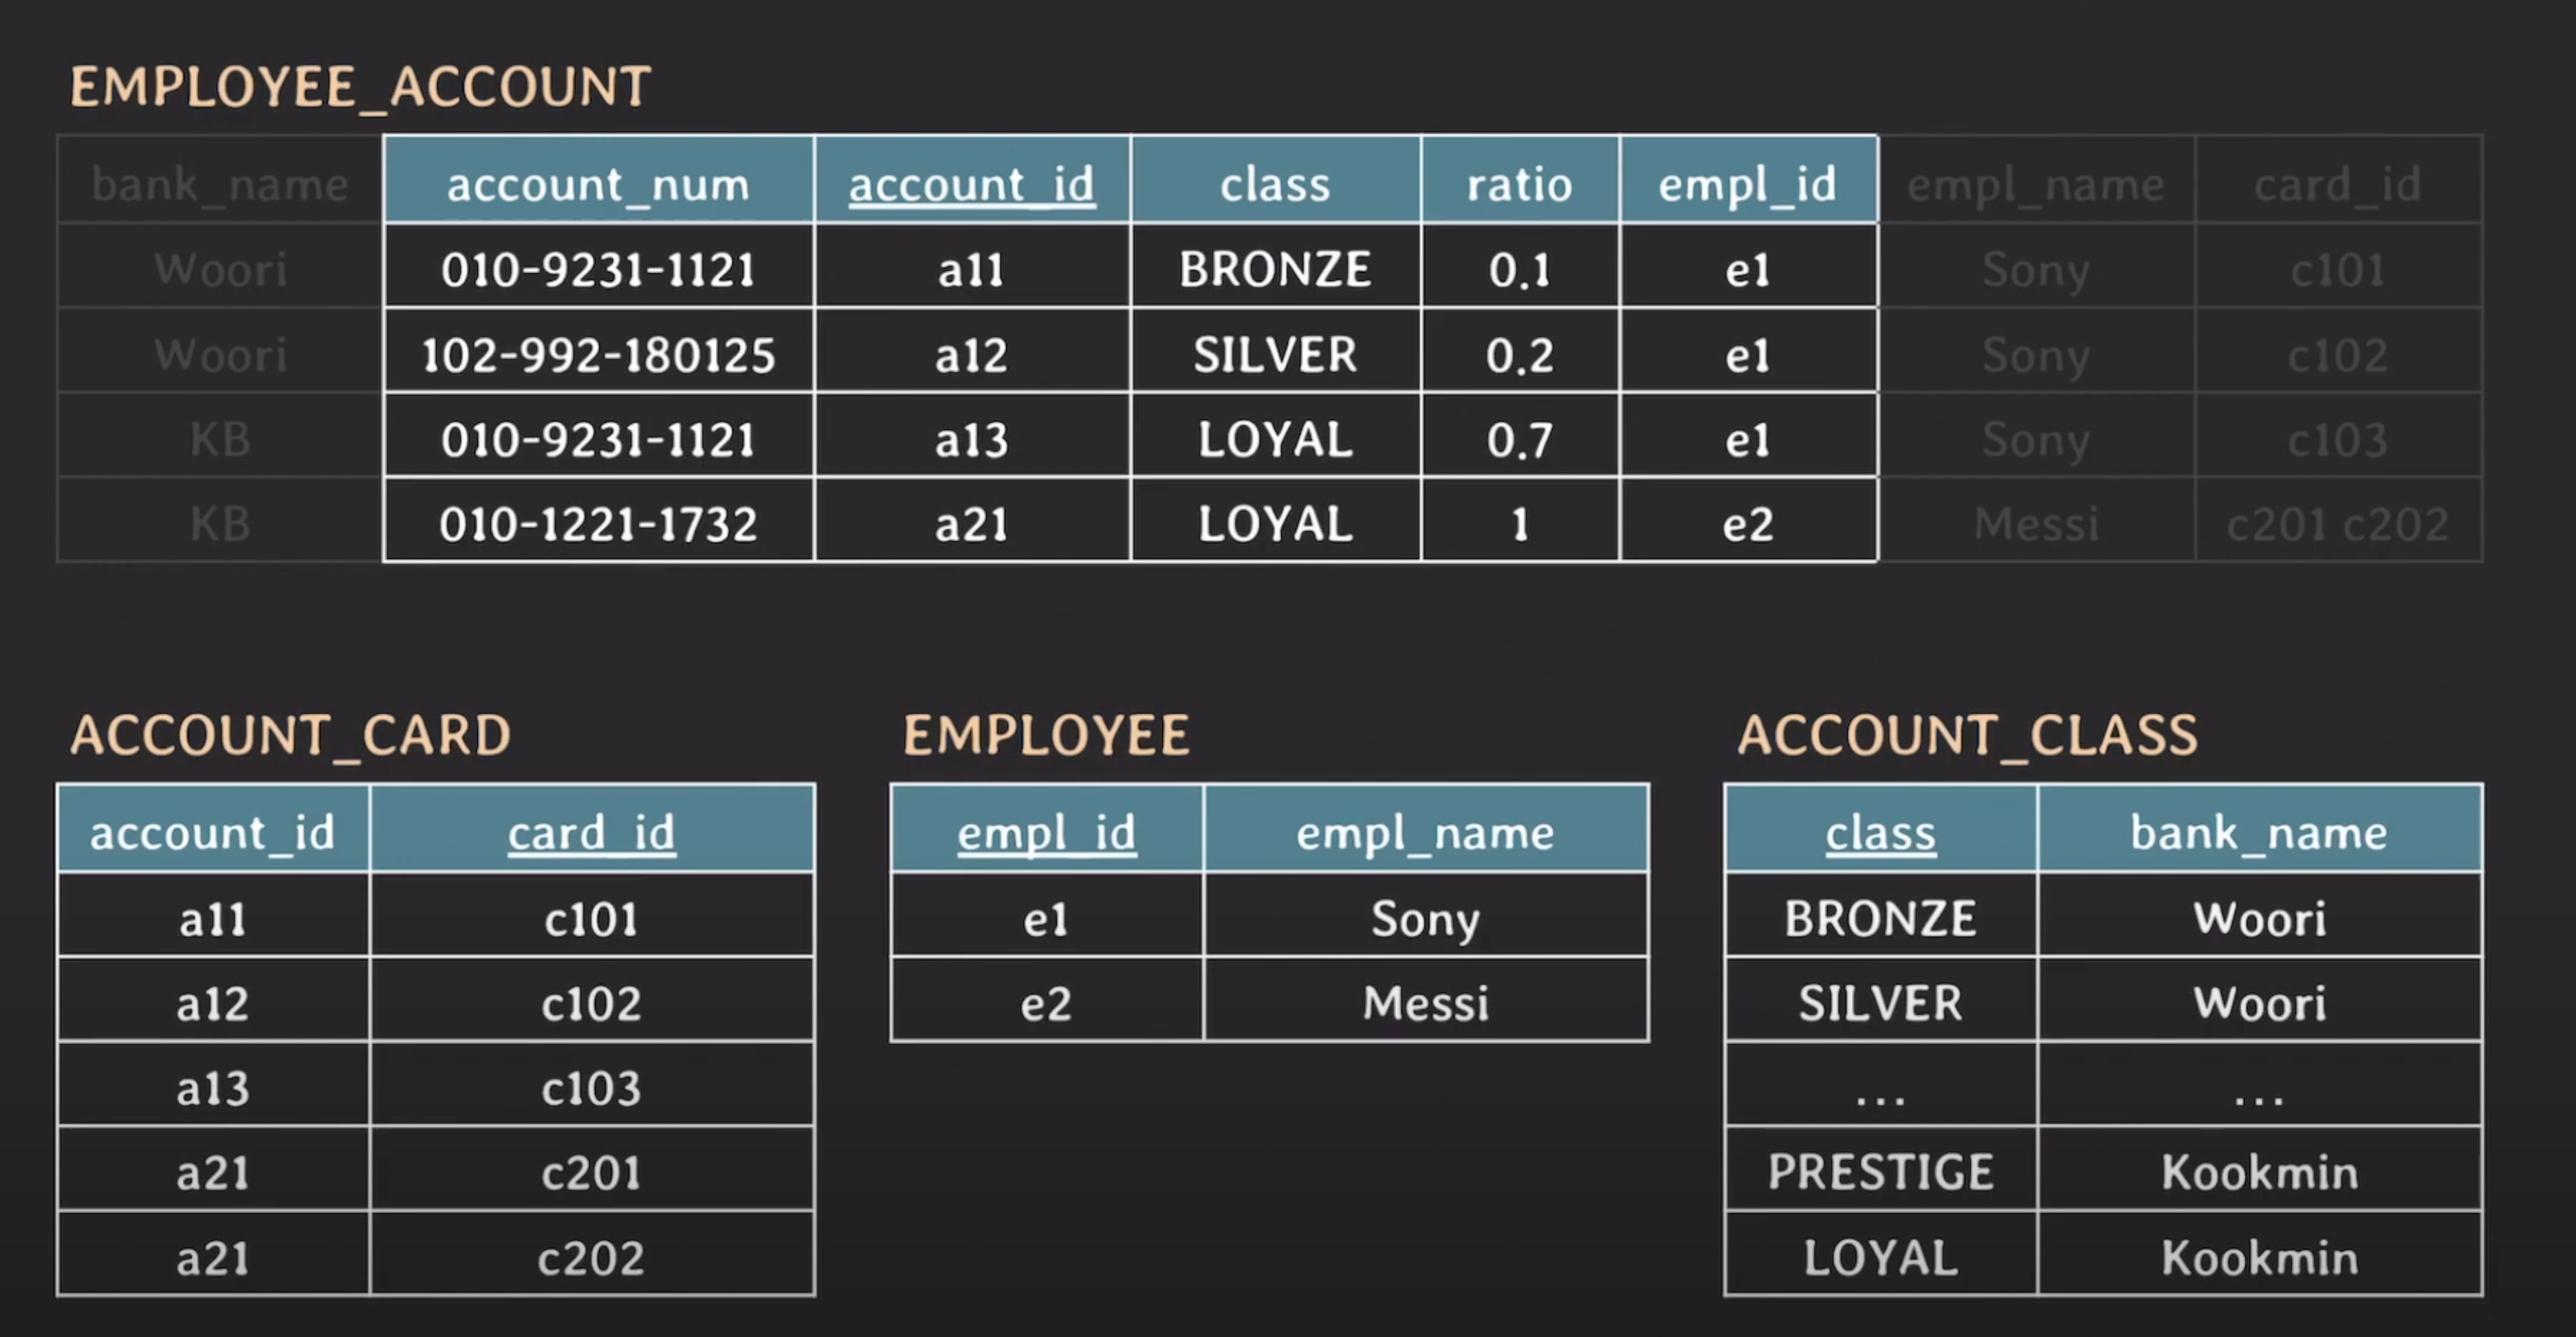 EMPLOYEE_ACCOUNT
bank_name account_num account_id class ratio empl_id empl_name card_id
Woori 010-9231-1121 a11 BRONZE 0.1 e1 Sony c101
Woori 102-992-180125 a12 SILVER 0.2 e1 Sony c102
KB 010-9231-1121 a13 LOYAL 0.7 e1 Sony c103
KB 010-1221-1732 a21 LOYAL 1 e2 Messi c201 c202
ACCOUNT_CARD
account_id card_id
a11 c101
a12 c102
a13 c103
a21 c201
a21 c202
EMPLOYEE
empl_id empl_name
e1 Sony
e2 Messi
ACCOUNT_CLASS
class bank_name
BRONZE Woori
SILVER Woori
... ...
PRESTIGE Kookmin
LOYAL Kookmin